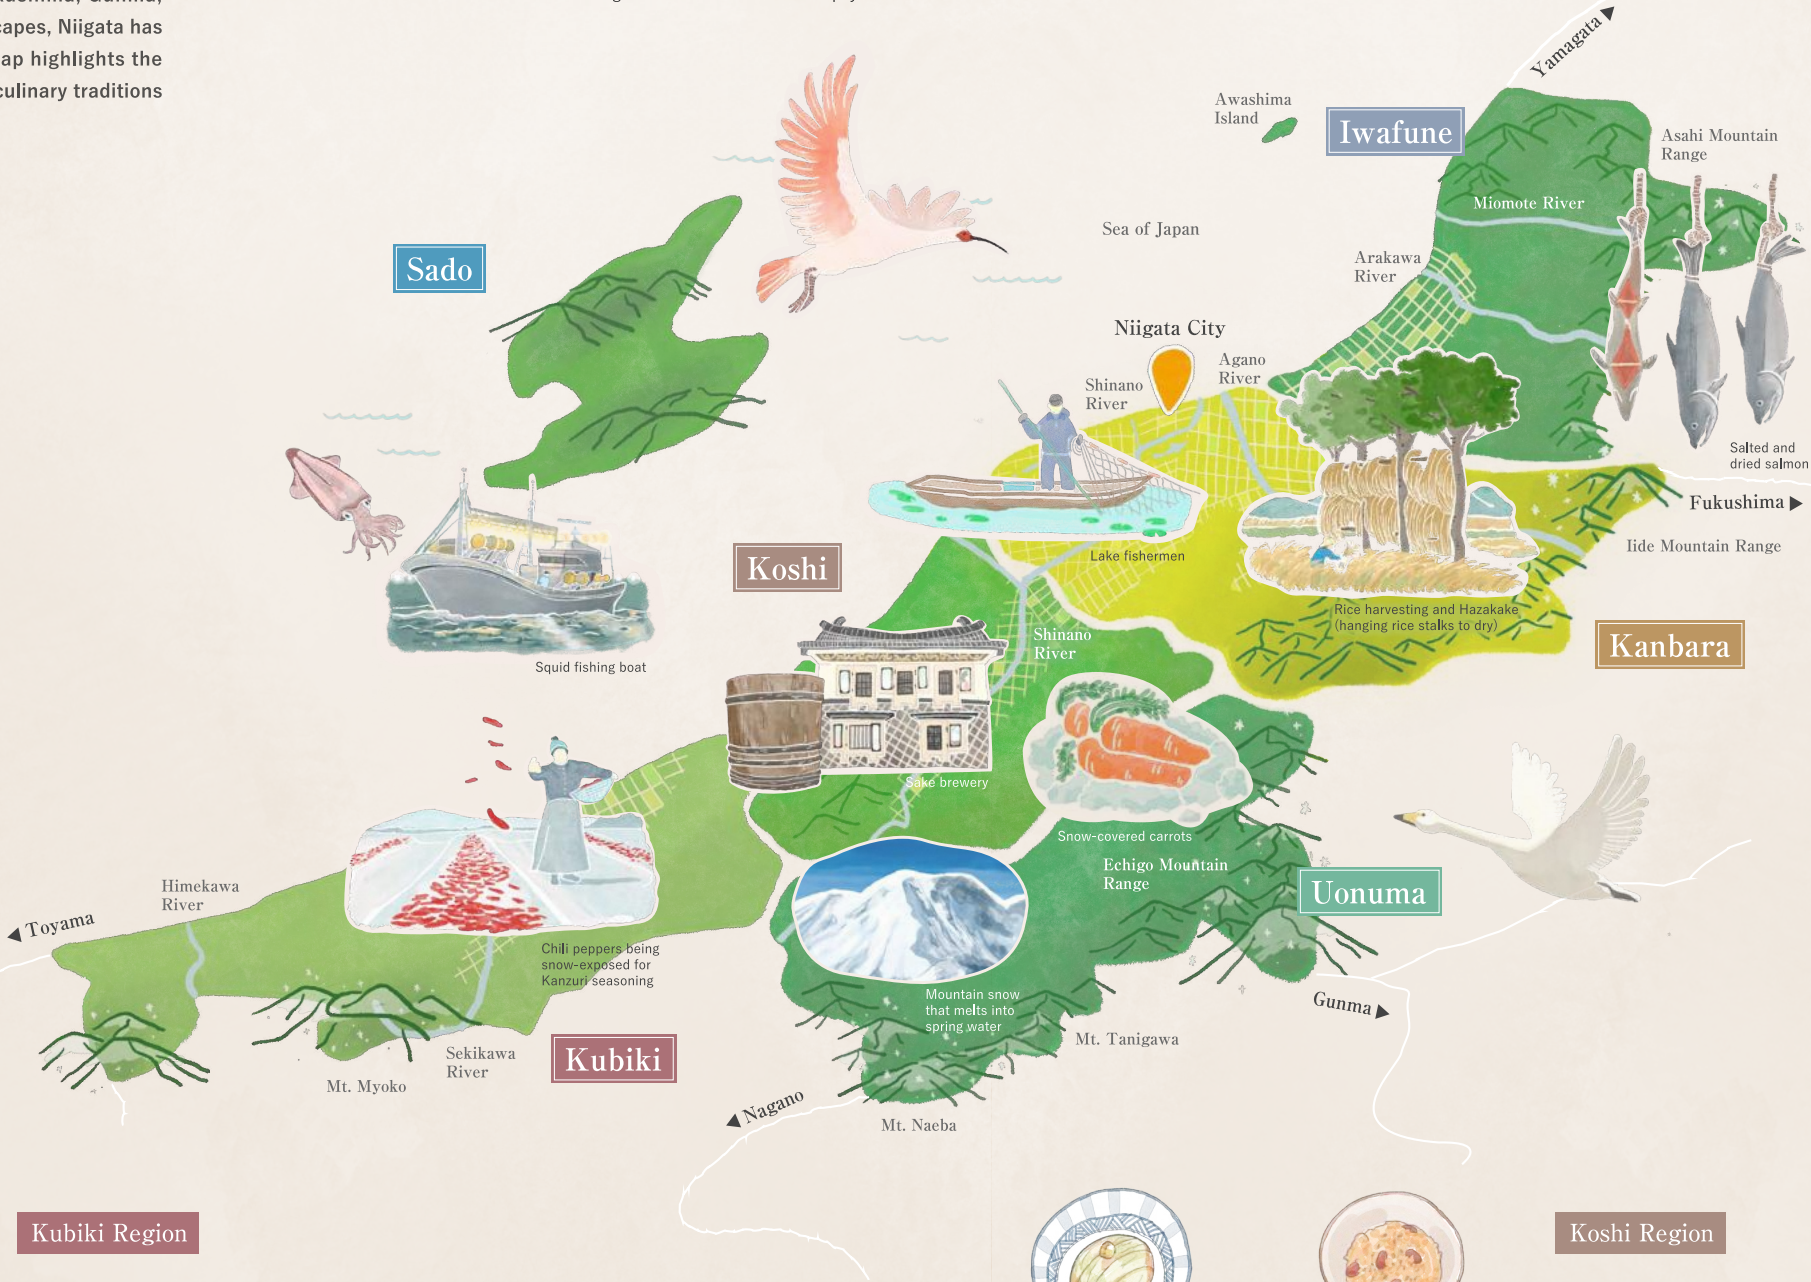 capes, Niigata has
ap highlights the
culinary traditions
Yamagata
Awashima
Island
Iwafune
Asahi Mountain
Range
Miomote River
Sea of Japan
Sado
Arakawa
River
Niigata City
Agano
River
Shinano
River
Salted and
dried salmon
Fukushima
Iide Mountain Range
Lake fishermen
Koshi
Rice harvesting and Hazakake
(hanging rice stalks to dry)
Shinano
River
Kanbara
Squid fishing boat
Sake brewery
Snow-covered carrots
Echigo Mountain
Range
Uonuma
Himekawa
River
Toyama
Chili peppers being
snow-exposed for
Kanzuri seasoning
Mountain snow
that melts into
spring water
Gunma
Mt. Tanigawa
Sekikawa
River
Kubiki
Mt. Myoko
Nagano
Mt. Naeba
Kubiki Region
Koshi Region